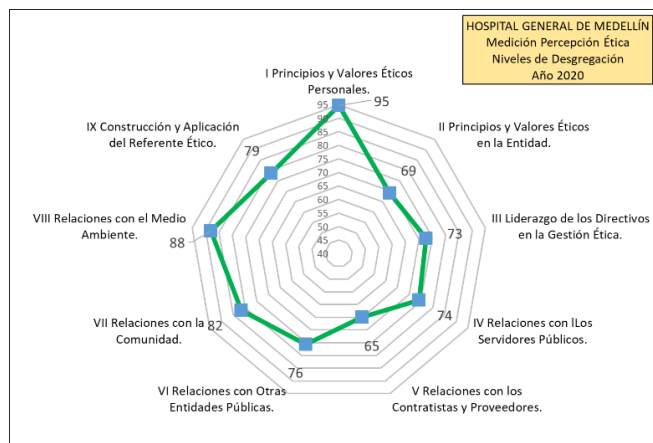 HOSPITAL GENERAL DE MEDELLÍN
Medición Percepción Ética
Niveles de Desgregación
Año 2020
I Principios y Valores Éticos
Personales.
95
II Principios y Valores Éticos
en la Entidad.
69
III Liderazgo de los Directivos
en la Gestión Ética.
73
IV Relaciones con lLos
Servidores Públicos.
74
V Relaciones con los
Contratistas y Proveedores.
65
VI Relaciones con Otras
Entidades Públicas.
76
VII Relaciones con la
Comunidad.
82
VIII Relaciones con el Medio
Ambiente.
88
IX Construcción y Aplicación
del Referente Ético.
79
95
90
85
80
75
70
65
60
55
50
45
40